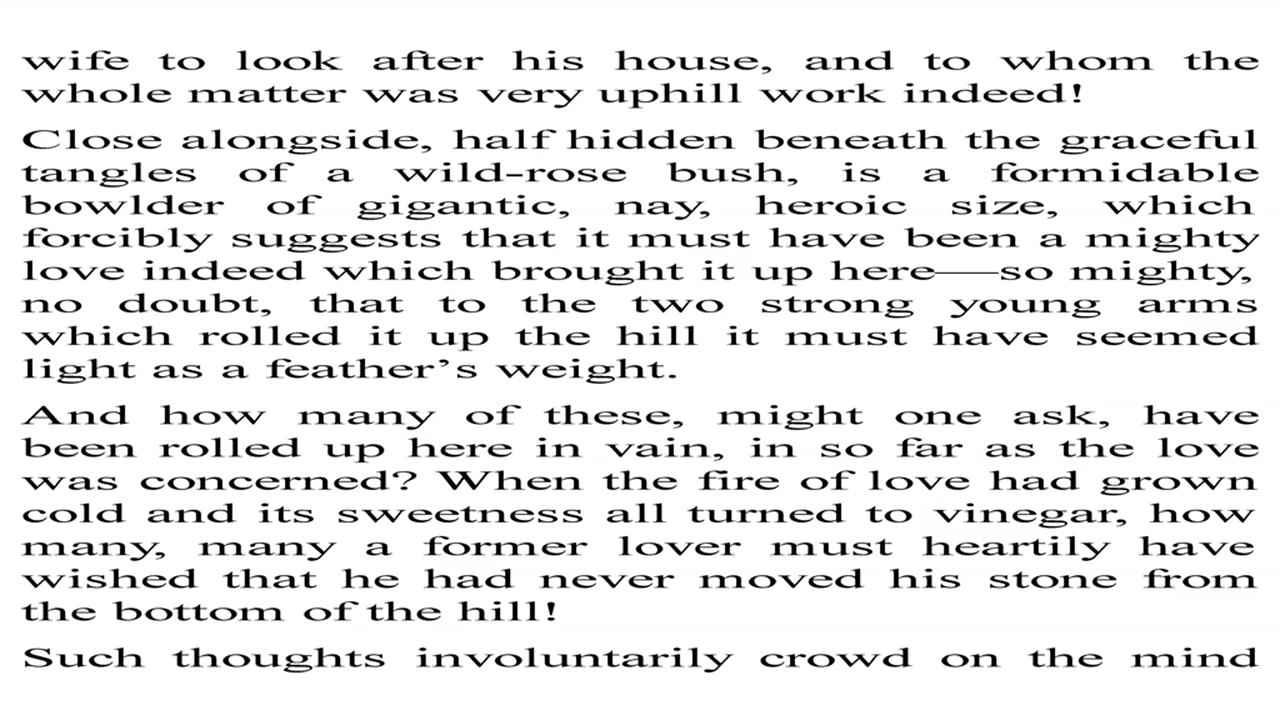 wife to look after his house, and to whom the
whole matter was very uphill work indeed!
Close alongside, half hidden beneath the graceful
tangles of a wild-rose bush, is a formidable
bowlder of gigantic, nay, heroic size, which
forcibly suggests that it must have been a mighty
love indeed which brought it up here—so mighty,
no doubt, that to the two strong young arms
which rolled it up the hill it must have seemed
light as a feather’s weight.
And how many of these, might one ask, have
been rolled up here in vain, in so far as the love
was concerned? When the fire of love had grown
cold and its sweetness all turned to vinegar, how
many, many a former lover must heartily have
wished that he had never moved his stone from
the bottom of the hill!
Such thoughts involuntarily crowd on the mind